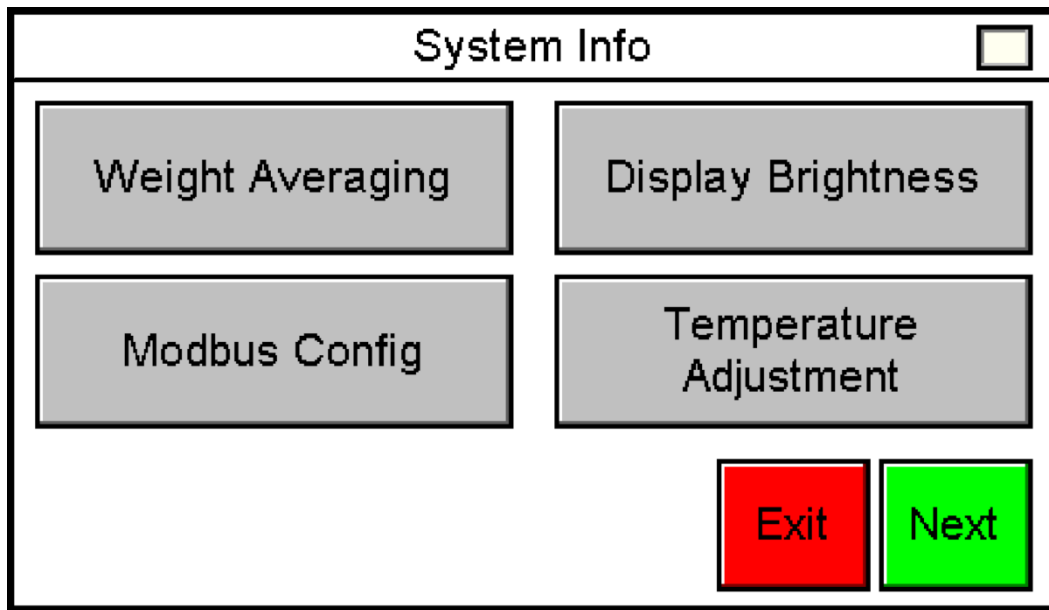 System Info
Weight Averaging
Display Brightness
Modbus Config
Temperature
Adjustment
Exit
Next